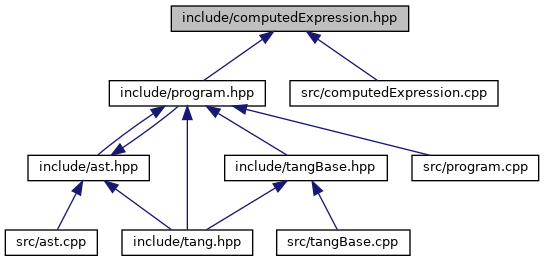 include/computedExpression.hpp
include/program.hpp
src/computedExpression.cpp
include/ast.hpp
include/tangBase.hpp
src/program.cpp
src/ast.cpp
include/tang.hpp
src/tangBase.cpp